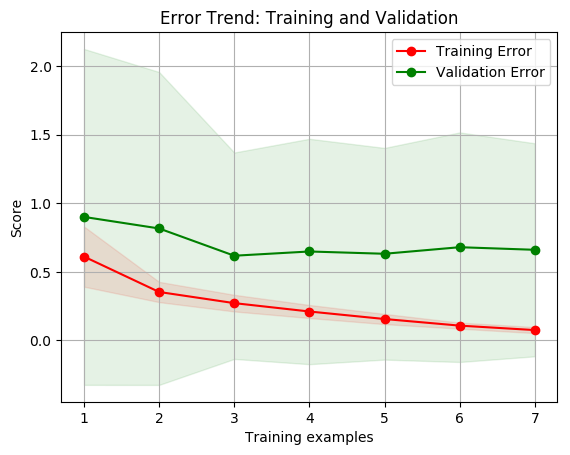 Error Trend: Training and Validation
Training Error
Validation Error
2.0
1.5
1.0
0.5
0.0
Score
1 2 3 4 5 6 7
Training examples